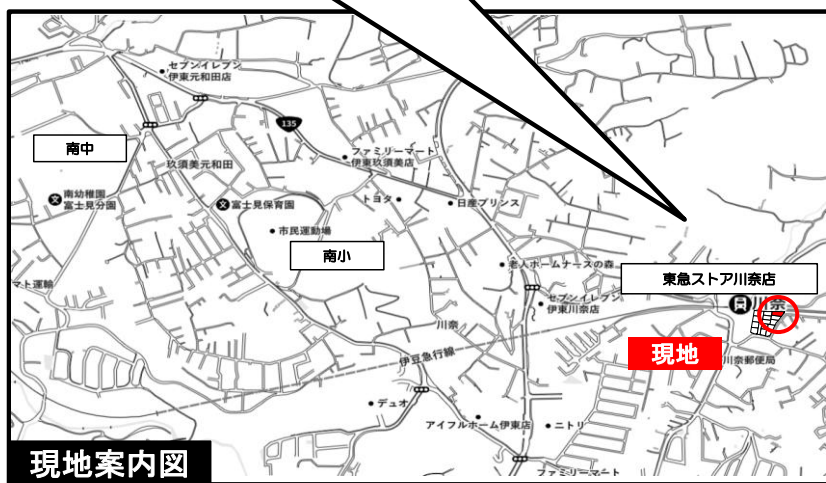 セブンイレブン
伊東元和田店
135
南中
ファミリーマート
伊東玖須美店
玖須美元和田
南幼稚園
富士見分園
文
文
富士見保育園
トヨタ
日産プリンス
市民運動場
南小
老人ホームナースの森
東急ストア川奈店
マト運輸
セブンイレブン
伊東川奈店
川奈
川奈
現地
川奈郵便局
伊豆急行線
デュオ
アイフルホーム伊東店
ニトリ
現地案内図
ファミリーマート